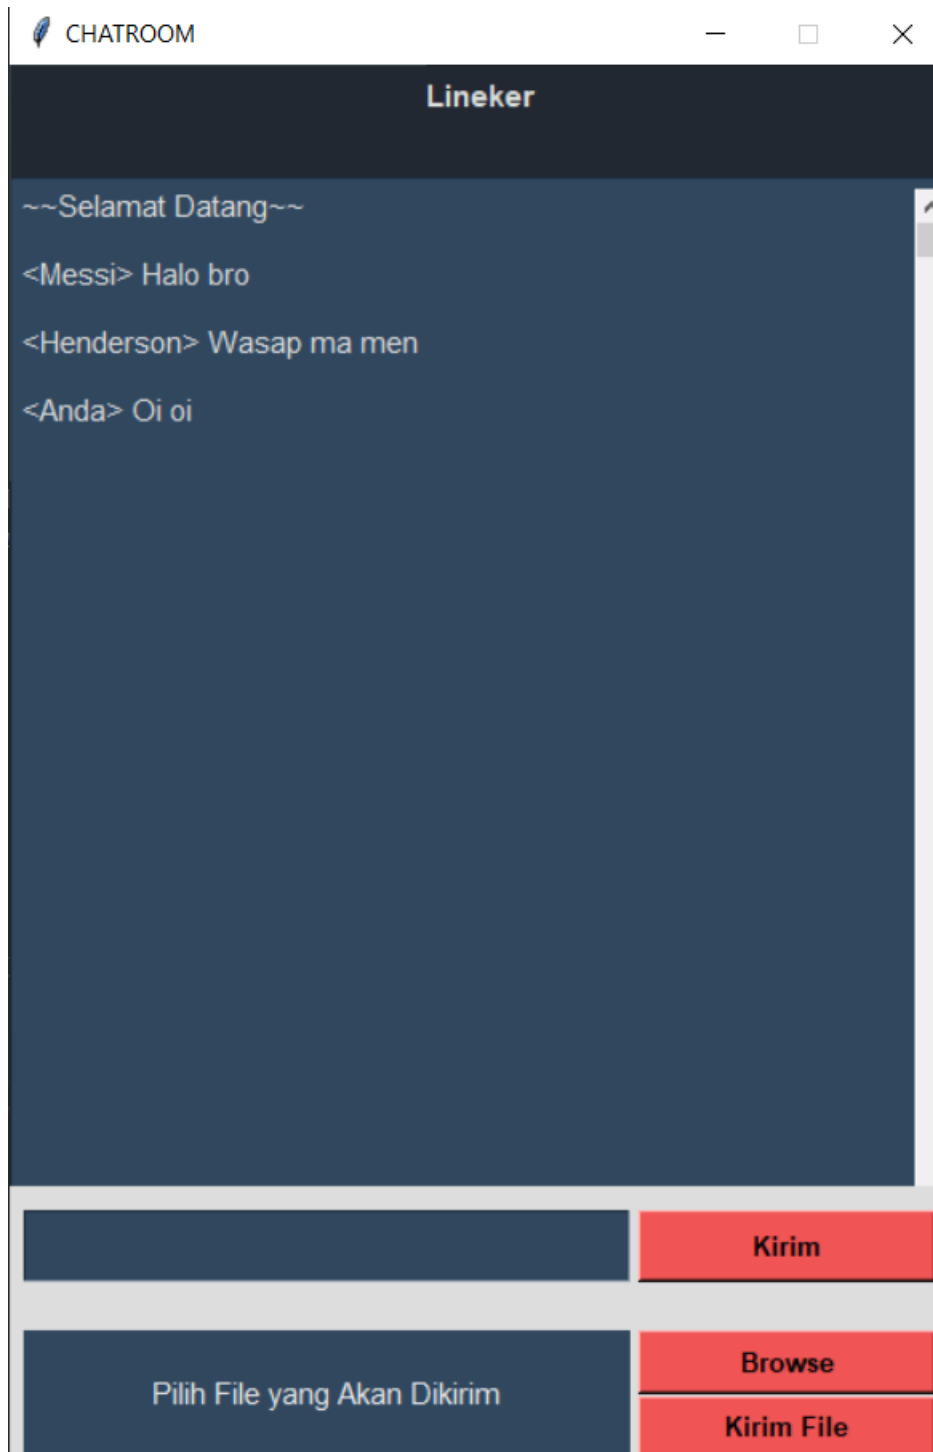 CHATROOM
Lineker
~~Selamat Datang~~
<Messi> Halo bro
<Henderson> Wasap ma men
<Anda> Oi oi
Kirim
Pilih File yang Akan Dikirim
Browse
Kirim File